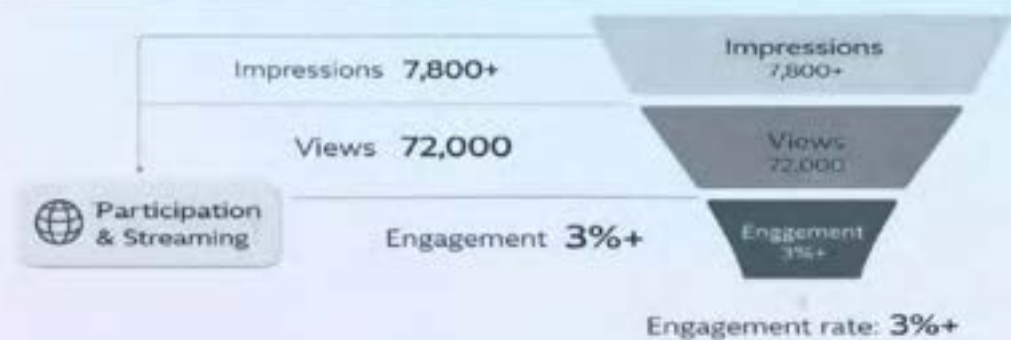 Impressions 7,800+
Views 72,000
Participation
& Streaming
Engagement 3%+
Impressions
7,800+
Views
72,000
Enggement
3%+
Engagement rate: 3%+